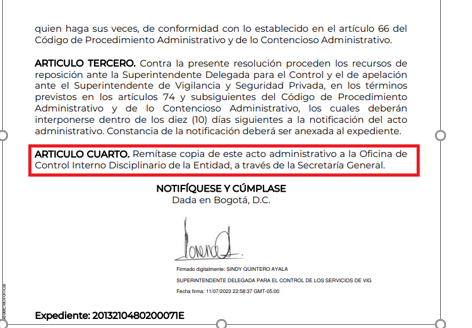 quien haga sus veces, de conformidad con lo establecido en el artículo 66 del
Código de Procedimiento Administrativo y de lo Contencioso Administrativo.
ARTICULO TERCERO. Contra la presente resolución proceden los recursos de
reposición ante la Superintendente Delegada para el Control y el de apelación
ante el Superintendente de Vigilancia y Seguridad Privada, en los términos
previstos en los artículos 74 y subsiguientes del Código de Procedimiento
Administrativo y de lo Contencioso Administrativo, los cuales deberán
interponerse dentro de los diez (10) días siguientes a la notificación del acto
administrativo. Constancia de la notificación deberá ser anexada al expediente.
ARTICULO CUARTO. Remítase copia de este acto administrativo a la Oficina de
Control Interno Disciplinario de la Entidad, a través de la Secretaría General.
NOTIFÍQUESE Y CÚMPLASE
Dada en Bogotá, D.C.
Firmado digitalmente: SINDY QUINTERO AYALA
SUPERINTENDENTE DELEGADA PARA EL CONTROL DE LOS SERVICIOS DE VIG
Fecha firma: 11/07/2023 22:58:37 GMT-05:00
Expediente: 2013210480200071E